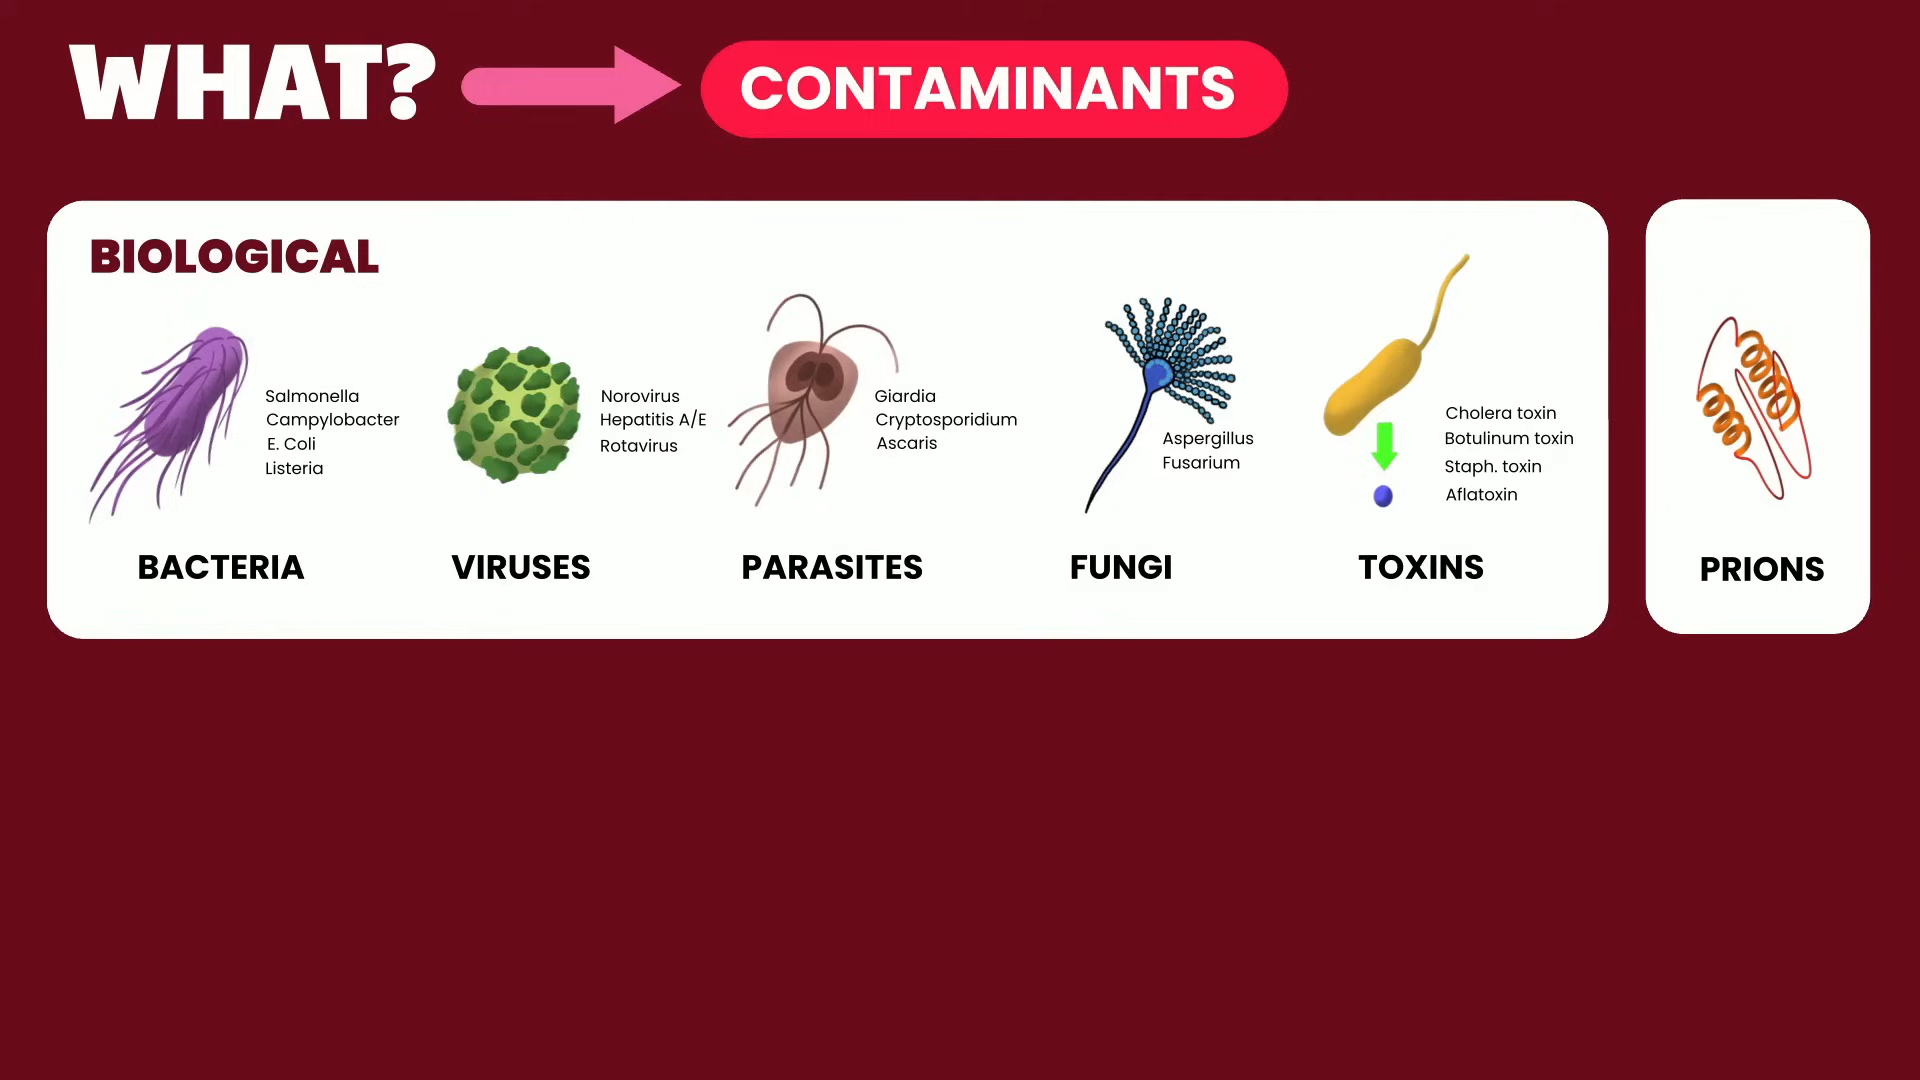 WHAT?
CONTAMINANTS
BIOLOGICAL
Salmonella
Campylobacter
E. Coli
Listeria
BACTERIA
Norovirus
Hepatitis A/E
Rotavirus
VIRUSES
Giardia
Cryptosporidium
Ascaris
PARASITES
Aspergillus
Fusarium
FUNGI
Cholera toxin
Botulinum toxin
Staph. toxin
Aflatoxin
TOXINS
PRIONS